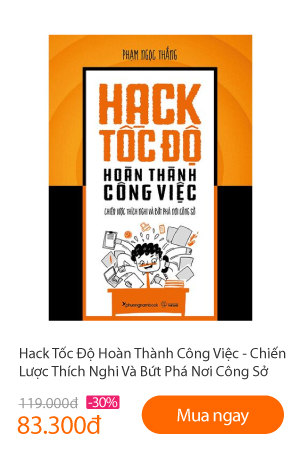 PHẠM NGỌC THẮNG
HACK
TỐC ĐỘ
HOÀN THÀNH
CÔNG VIỆC
CHIẾN LƯỢC THÍCH NGHI VÀ BỨT PHÁ NƠI CÔNG SỞ
phuongnambook
Hack Tốc Độ Hoàn Thành Công Việc - Chiến
Lược Thích Nghi Và Bứt Phá Nơi Công Sở
119.000đ -30%
83.300đ
Mua ngay